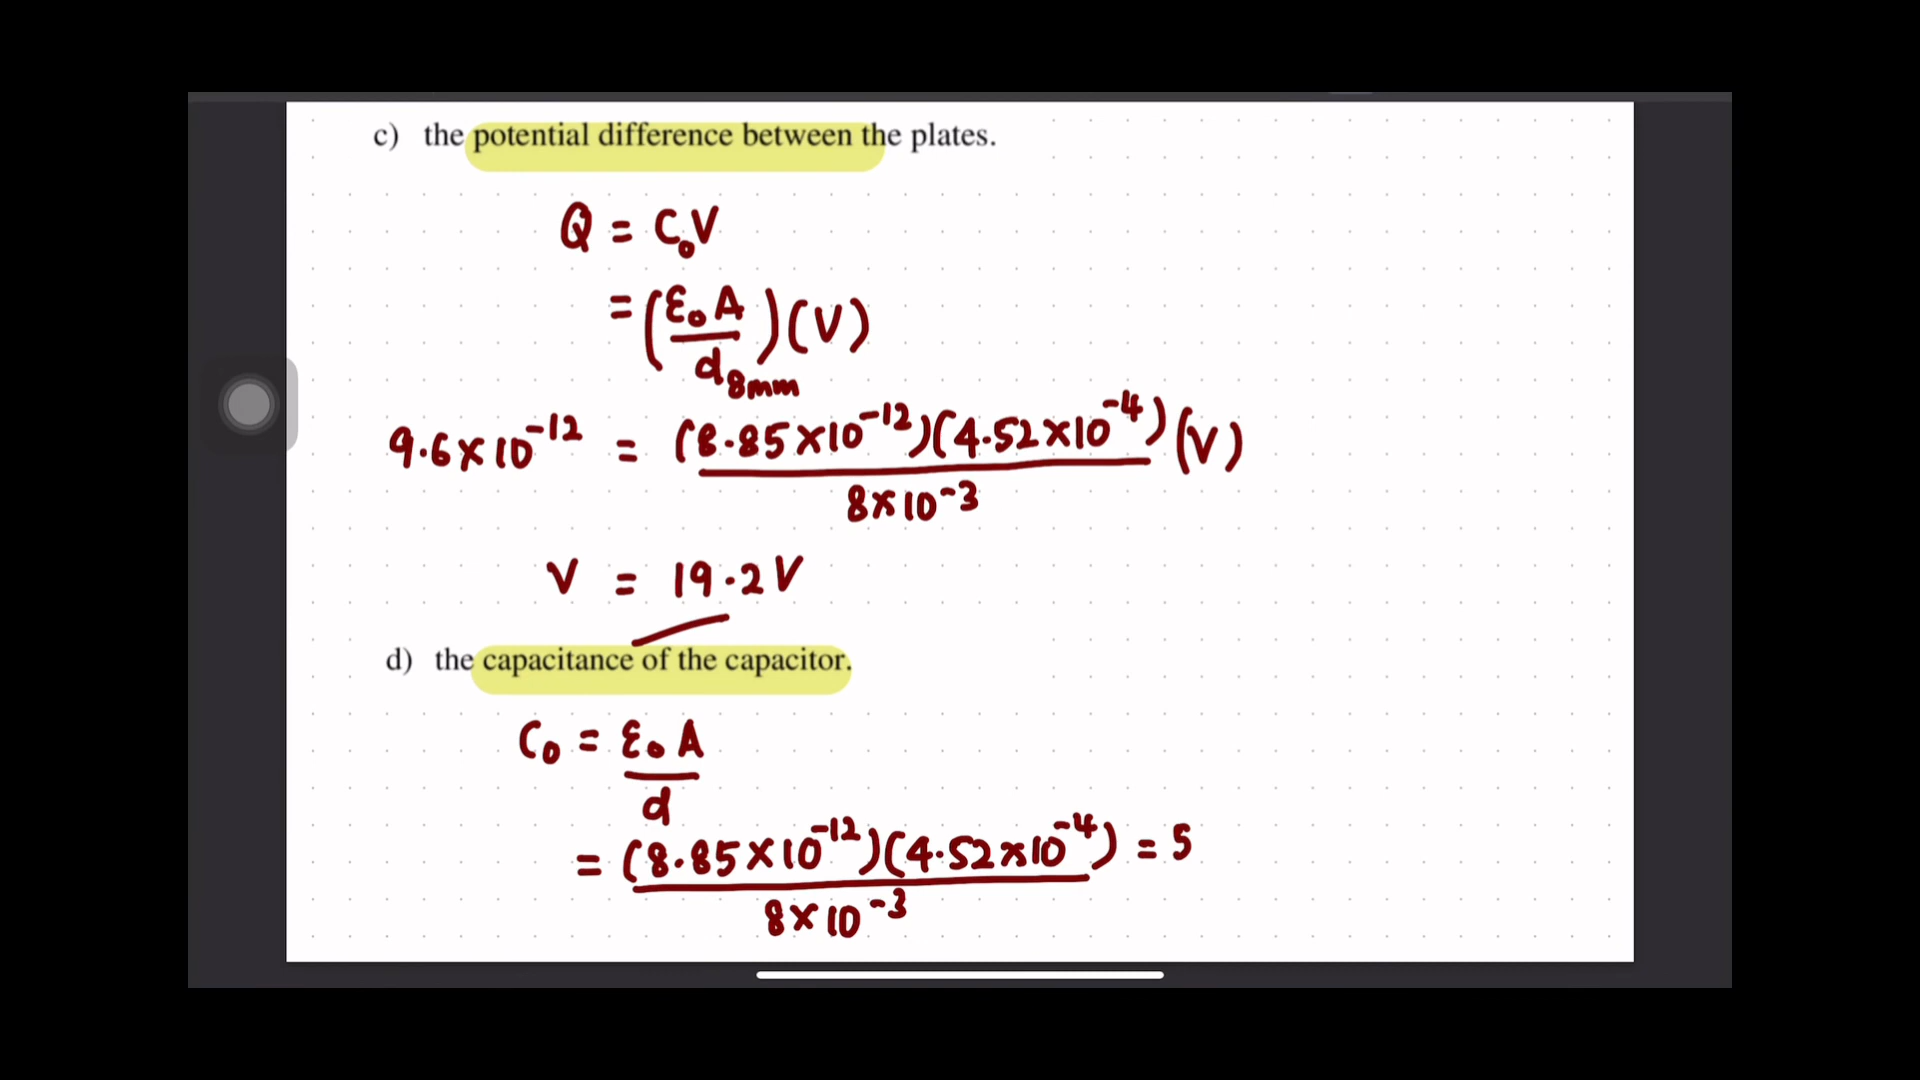 c) the potential difference between the plates.
Q = C₀V
= (ε₀A / d 8mm)(V)
9.6×10⁻¹² = (8.85×10⁻¹²)(4.52×10⁻⁴) / 8×10⁻³ (V)
V = 19.2V
d) the capacitance of the capacitor.
C₀ = ε₀A / d
= (8.85×10⁻¹²)(4.52×10⁻⁴) / 8×10⁻³ = 5